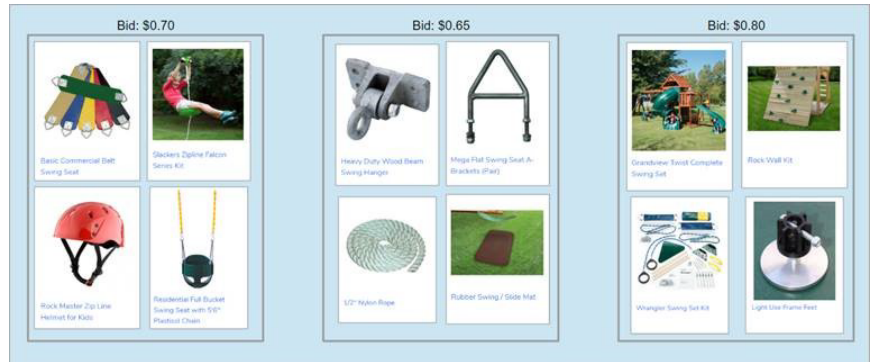 Bid: $0.70
Bid: $0.65
Bid: $0.80
Basic Commercial Belt
Swing Seat
Slackers Zipline Falcon
Series Kit
Rock Master Zip Line
Helmet for Kids
Residential Full Bucket
Swing Seat with 5'6"
Plastisol Chain
Heavy Duty Wood Beam
Swing Hanger
Mega Flat Swing Seat A-
Brackets (Pair)
1/2" Nylon Rope
Rubber Swing / Slide Mat
Grandview Twist Complete
Swing Set
Rock Wall Kit
Wrangler Swing Set Kit
Light Use Frame Feet